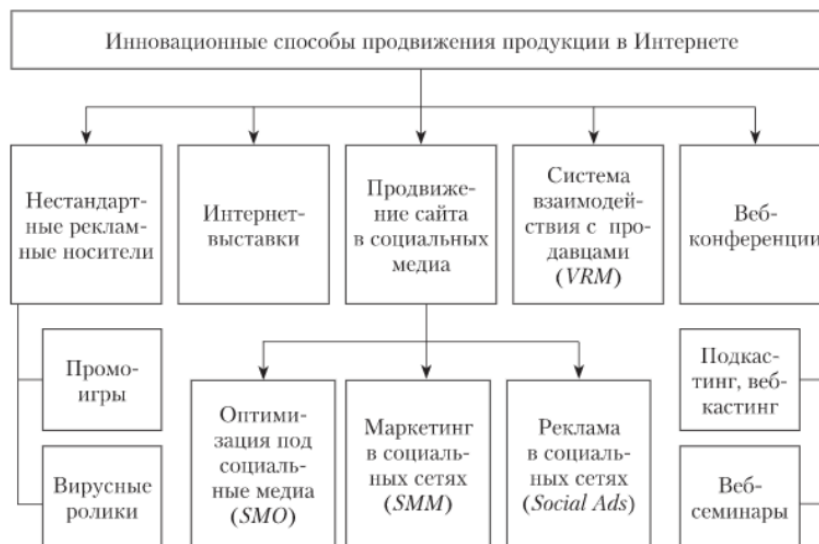 Инновационные способы продвижения продукции в Интернете
Нестандарт-
ные реклам-
ные носители
Интернет-
выставки
Продвиже-
ние сайта
в социальных
медиа
Система
взаимодей-
ствия с про-
давцами
(VRM)
Веб-
конференции
Промо-
игры
Вирусные
ролики
Оптими-
зация под
социаль-
ные медиа
(SMO)
Маркетинг
в социаль-
ных сетях
(SMM)
Реклама
в социаль-
ных сетях
(Social Ads)
Подкас-
тинг, веб-
кастинг
Веб-
семинары